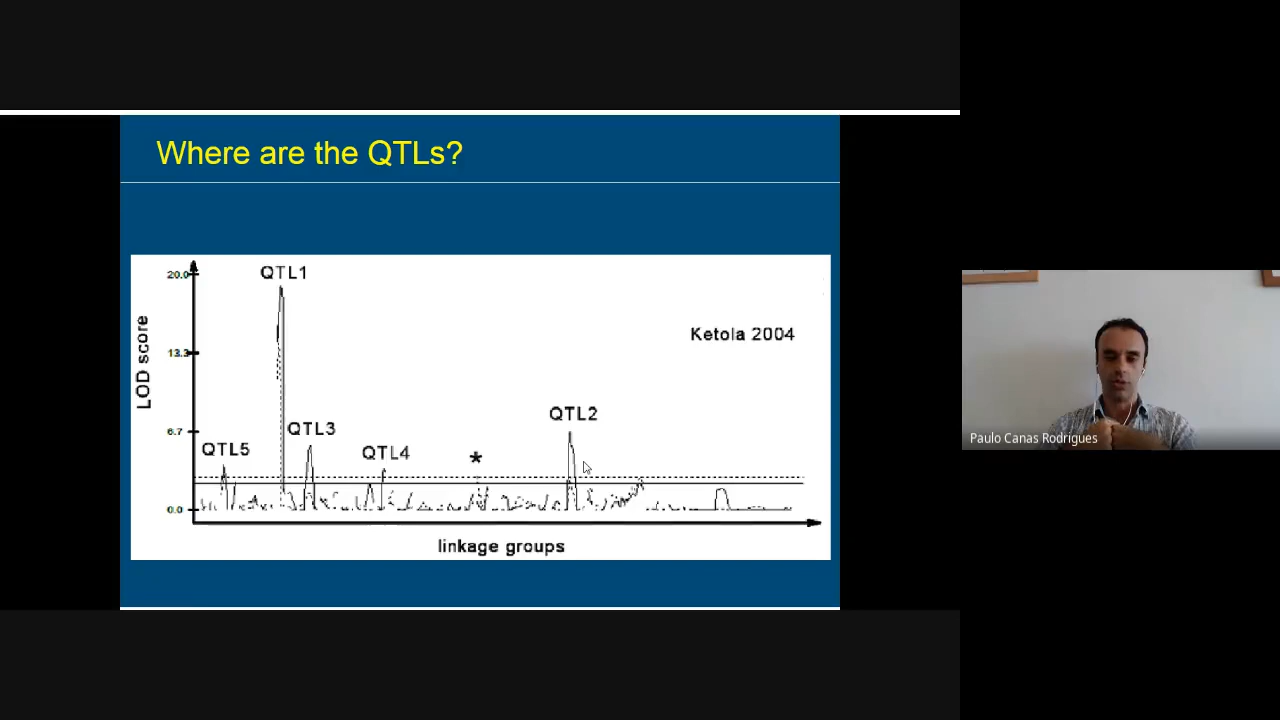 Where are the QTLs?
QTL1
20.0
Ketola 2004
LOD score
13.3
6.7
QTL5
QTL3
QTL4
*
QTL2
0.0
linkage groups
Paulo Canas Rodrigues